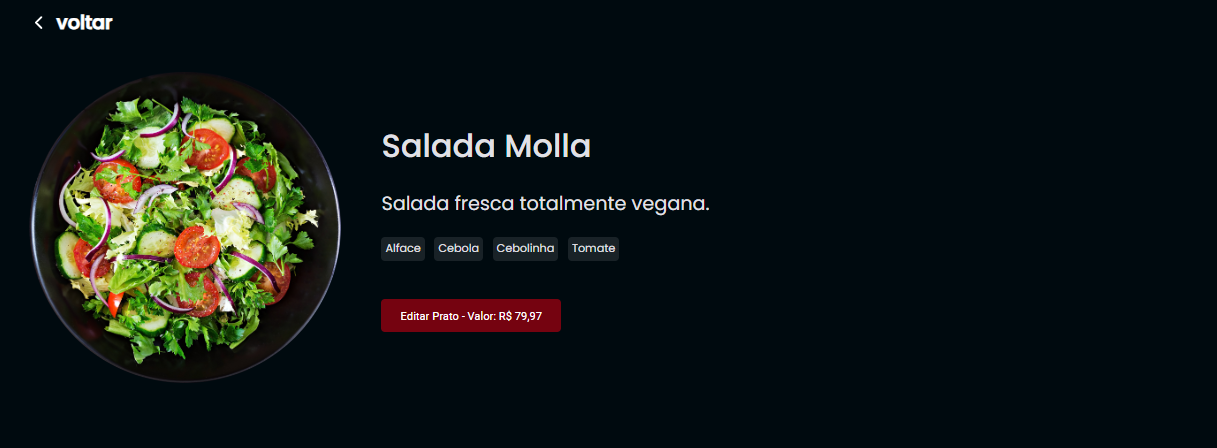 voltar
Salada Molla
Salada fresca totalmente vegana.
Alface Cebola Cebolinha Tomate
Editar Prato - Valor: R$ 79,97